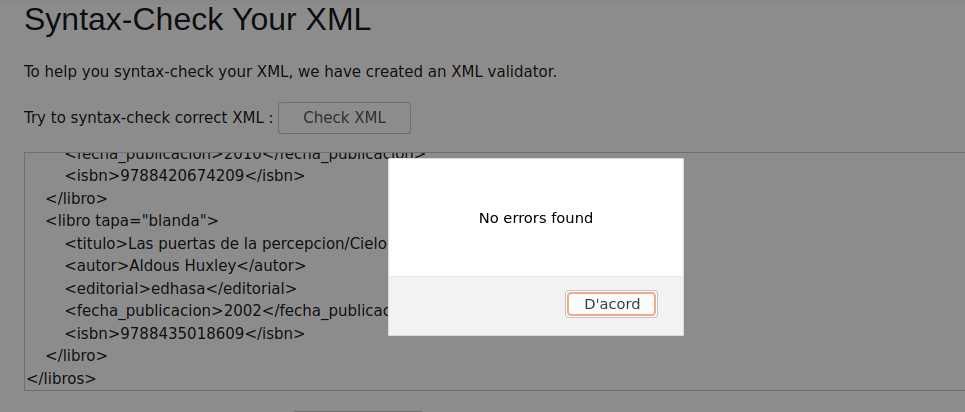 Syntax-Check Your XML
To help you syntax-check your XML, we have created an XML validator.
Try to syntax-check correct XML : Check XML
<fecha_publicacion>2010</fecha_publicacion>
<isbn>9788420674209</isbn>
</libro>
<libro tapa="blanda">
<titulo>Las puertas de la percepcion/Cielo
<autor>Aldous Huxley</autor>
<editorial>edhasa</editorial>
<fecha_publicacion>2002</fecha_publicac
<isbn>9788435018609</isbn>
</libro>
</libros>
No errors found
D'acord